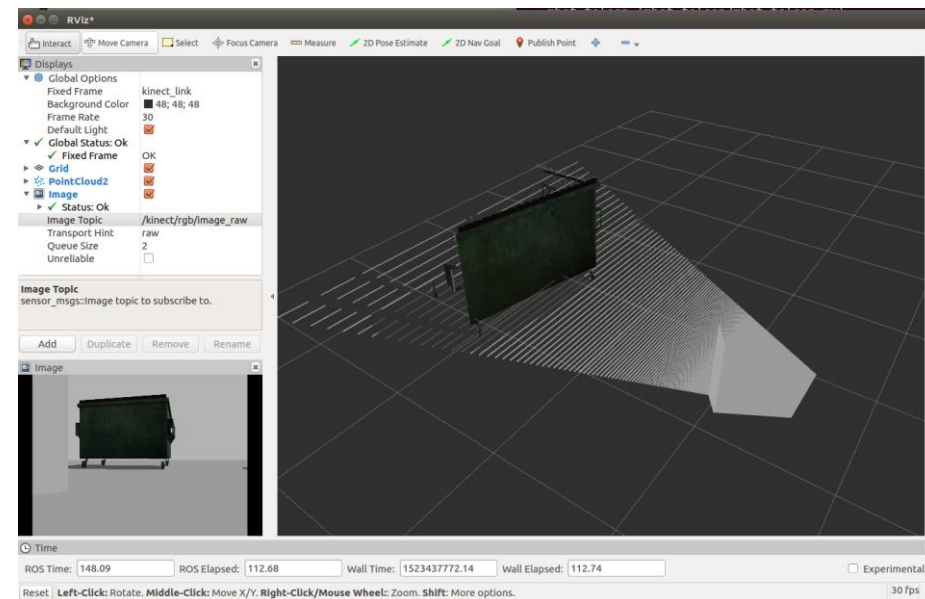 RViz*
Interact Move Camera Select Focus Camera Measure 2D Pose Estimate 2D Nav Goal Publish Point
Displays
Global Options
Fixed Frame kinect_link
Background Color 48; 48; 48
Frame Rate 30
Default Light
Global Status: Ok
Fixed Frame OK
Grid
PointCloud2
Image
Status: Ok
Image Topic /kinect/rgb/image_raw
Transport Hint raw
Queue Size 2
Unreliable
Image Topic
sensor_msgs::Image topic to subscribe to.
Add Duplicate Remove Rename
Image
Time
ROS Time: 148.09 ROS Elapsed: 112.68 Wall Time: 1523437772.14 Wall Elapsed: 112.74 Experimental
Reset Left-Click: Rotate. Middle-Click: Move X/Y. Right-Click/Mouse Wheel:: Zoom. Shift: More options. 30 fps